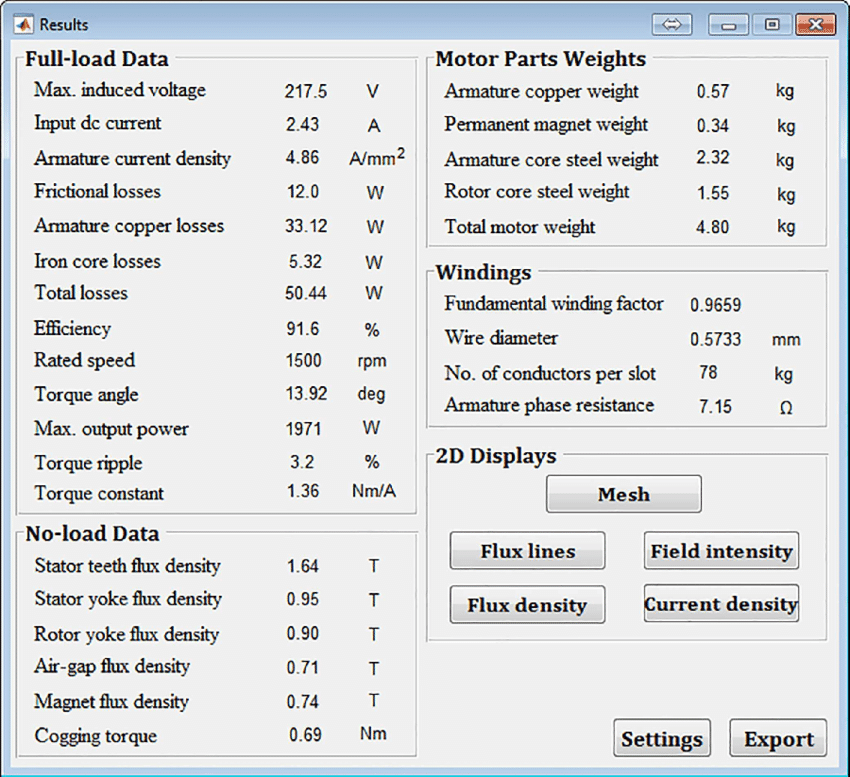 Results
Full-load Data
Max. induced voltage 217.5 V
Input dc current 2.43 A
Armature current density 4.86 A/mm²
Frictional losses 12.0 W
Armature copper losses 33.12 W
Iron core losses 5.32 W
Total losses 50.44 W
Efficiency 91.6 %
Rated speed 1500 rpm
Torque angle 13.92 deg
Max. output power 1971 W
Torque ripple 3.2 %
Torque constant 1.36 Nm/A
No-load Data
Stator teeth flux density 1.64 T
Stator yoke flux density 0.95 T
Rotor yoke flux density 0.90 T
Air-gap flux density 0.71 T
Magnet flux density 0.74 T
Cogging torque 0.69 Nm
Motor Parts Weights
Armature copper weight 0.57 kg
Permanent magnet weight 0.34 kg
Armature core steel weight 2.32 kg
Rotor core steel weight 1.55 kg
Total motor weight 4.80 kg
Windings
Fundamental winding factor 0.9659
Wire diameter 0.5733 mm
No. of conductors per slot 78 kg
Armature phase resistance 7.15 Ω
2D Displays
Mesh
Flux lines Field intensity
Flux density Current density
Settings Export